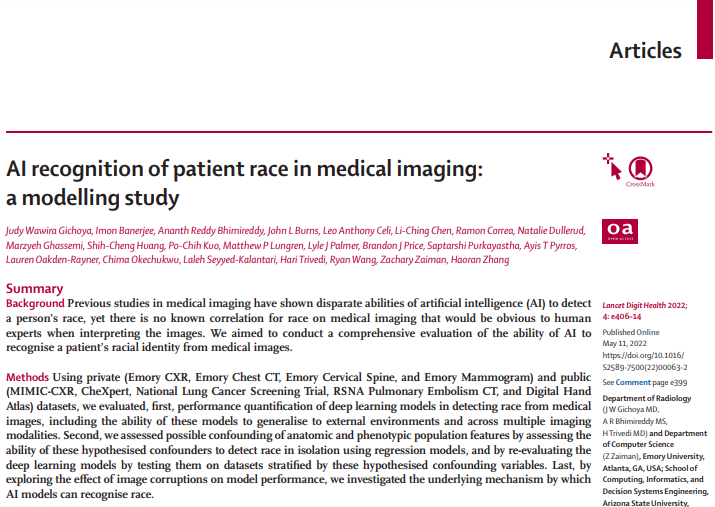 Articles
AI recognition of patient race in medical imaging:
a modelling study
CrossMark
Judy Wawira Gichoya, Imon Banerjee, Ananth Reddy Bhimireddy, John L Burns, Leo Anthony Celi, Li-Ching Chen, Ramon Correa, Natalie Dullerud,
Marzyeh Ghassemi, Shih-Cheng Huang, Po-Chih Kuo, Matthew P Lungren, Lyle J Palmer, Brandon J Price, Saptarshi Purkayastha, Ayis T Pyrros,
Lauren Oakden-Rayner, Chima Okechukwu, Laleh Seyyed-Kalantari, Hari Trivedi, Ryan Wang, Zachary Zaiman, Haoran Zhang
oa
OPEN ACCESS
Summary
Background Previous studies in medical imaging have shown disparate abilities of artificial intelligence (AI) to detect
a person's race, yet there is no known correlation for race on medical imaging that would be obvious to human
experts when interpreting the images. We aimed to conduct a comprehensive evaluation of the ability of AI to
recognise a patient's racial identity from medical images.
Methods Using private (Emory CXR, Emory Chest CT, Emory Cervical Spine, and Emory Mammogram) and public
(MIMIC-CXR, CheXpert, National Lung Cancer Screening Trial, RSNA Pulmonary Embolism CT, and Digital Hand
Atlas) datasets, we evaluated, first, performance quantification of deep learning models in detecting race from medical
images, including the ability of these models to generalise to external environments and across multiple imaging
modalities. Second, we assessed possible confounding of anatomic and phenotypic population features by assessing the
ability of these hypothesised confounders to detect race in isolation using regression models, and by re-evaluating the
deep learning models by testing them on datasets stratified by these hypothesised confounding variables. Last, by
exploring the effect of image corruptions on model performance, we investigated the underlying mechanism by which
AI models can recognise race.
Lancet Digit Health 2022;
4: e406–14
Published Online
May 11, 2022
https://doi.org/10.1016/
S2589-7500(22)00063-2
See Comment page e399
Department of Radiology
(J W Gichoya MD,
A R Bhimireddy MS,
H Trivedi MD) and Department
of Computer Science
(Z Zaiman), Emory University,
Atlanta, GA, USA; School of
Computing, Informatics, and
Decision Systems Engineering,
Arizona State University,